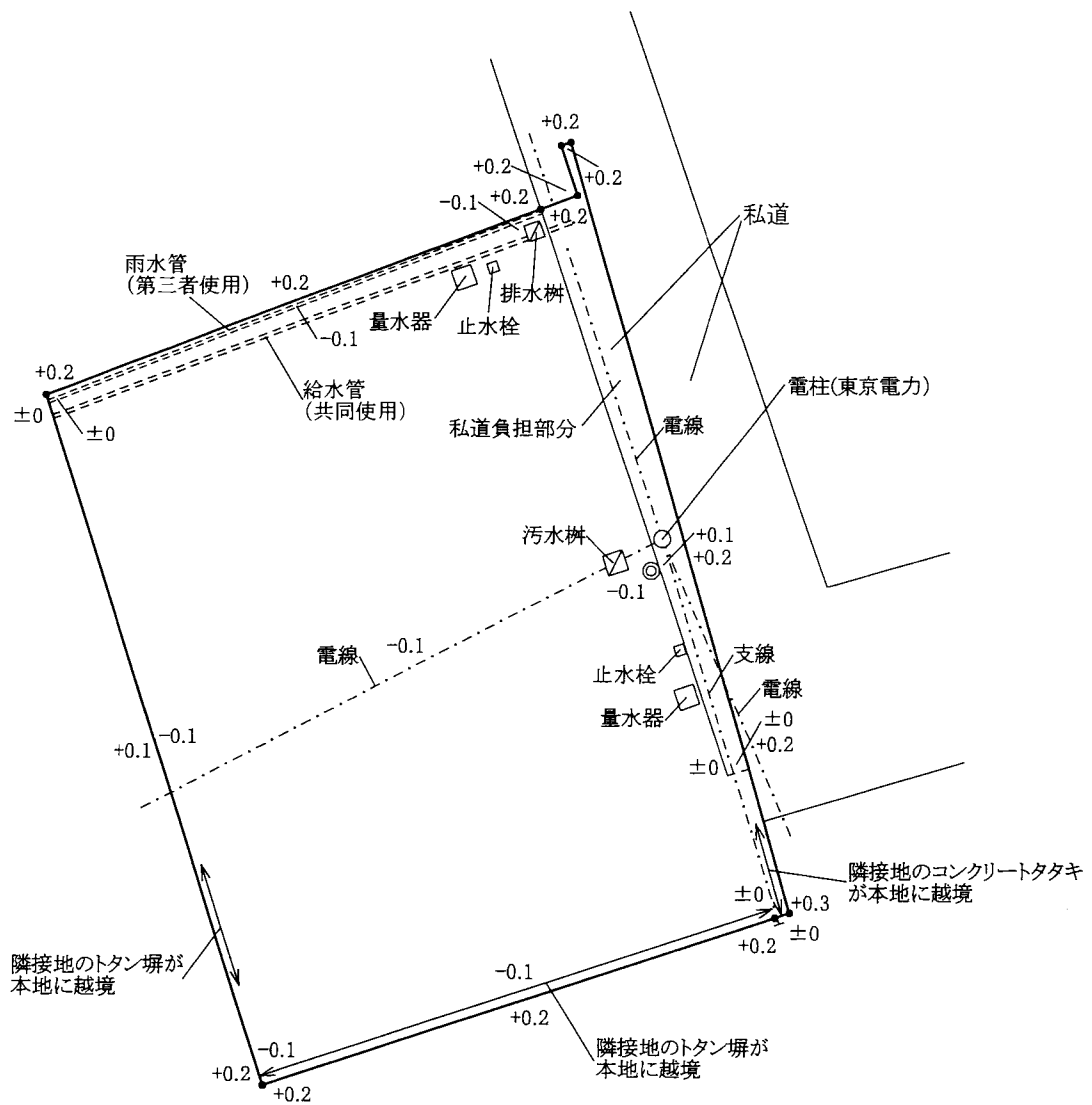 +0.2
+0.2
+0.2
+0.2
-0.1
+0.2
私道
雨水管
(第三者使用)
+0.2
排水桝
量水器
止水栓
-0.1
+0.2
給水管
(共同使用)
電柱(東京電力)
±0
±0
私道負担部分
電線
汚水桝
+0.1
+0.2
-0.1
電線
-0.1
止水栓
支線
電線
量水器
±0
+0.1
-0.1
+0.2
±0
±0
隣接地のコンクリートタタキ
が本地に越境
±0
+0.3
±0
+0.2
隣接地のトタン塀が
本地に越境
-0.1
+0.2
隣接地のトタン塀が
本地に越境
-0.1
+0.2
+0.2